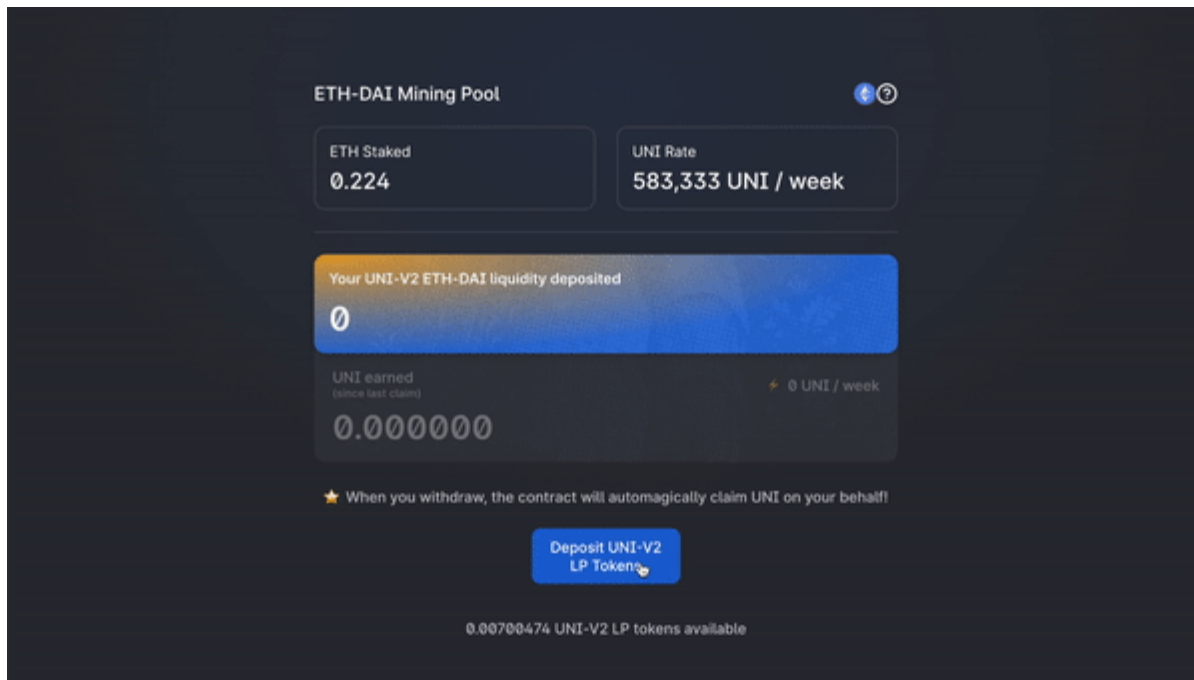 ETH-DAI Mining Pool
?
ETH Staked
0.224
UNI Rate
583,333 UNI / week
Your UNI-V2 ETH-DAI liquidity deposited
0
UNI earned
(since last claim)
0 UNI / week
0.000000
When you withdraw, the contract will automagically claim UNI on your behalf!
Deposit UNI-V2
LP Tokens
0.00700474 UNI-V2 LP tokens available